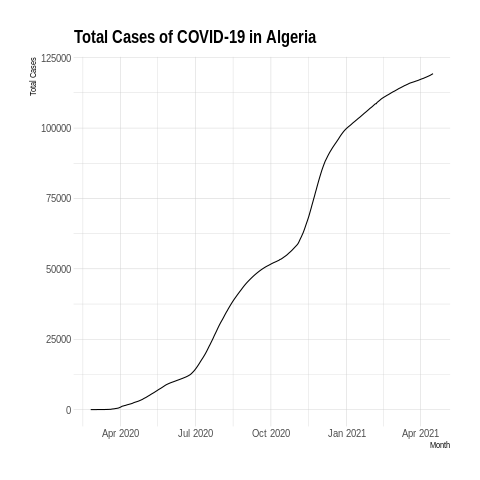 Total Cases of COVID-19 in Algeria
Total Cases
125000
100000
75000
50000
25000
0
Apr 2020 Jul 2020 Oct 2020 Jan 2021 Apr 2021
Month